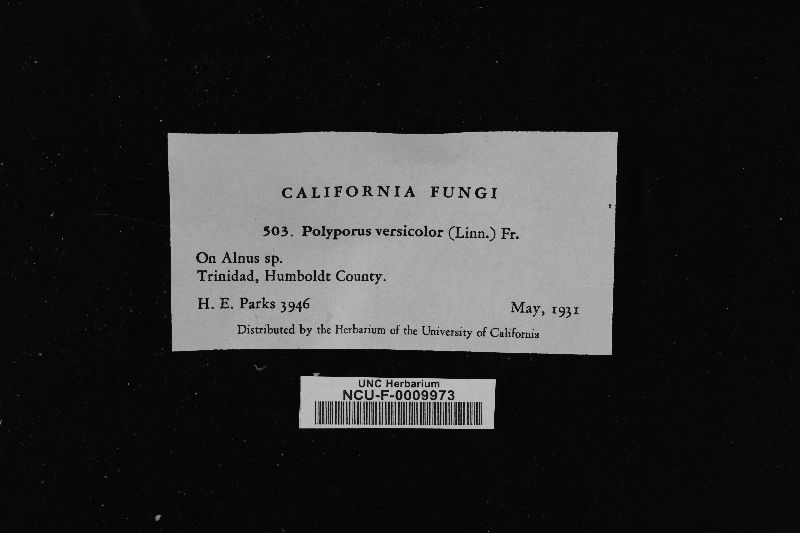 CALIFORNIA FUNGI
503. Polyporus versicolor (Linn.) Fr.
On Alnus sp.
Trinidad, Humboldt County.
H. E. Parks 3946 May, 1931
Distributed by the Herbarium of the University of California
UNC Herbarium
NCU-F-0009973